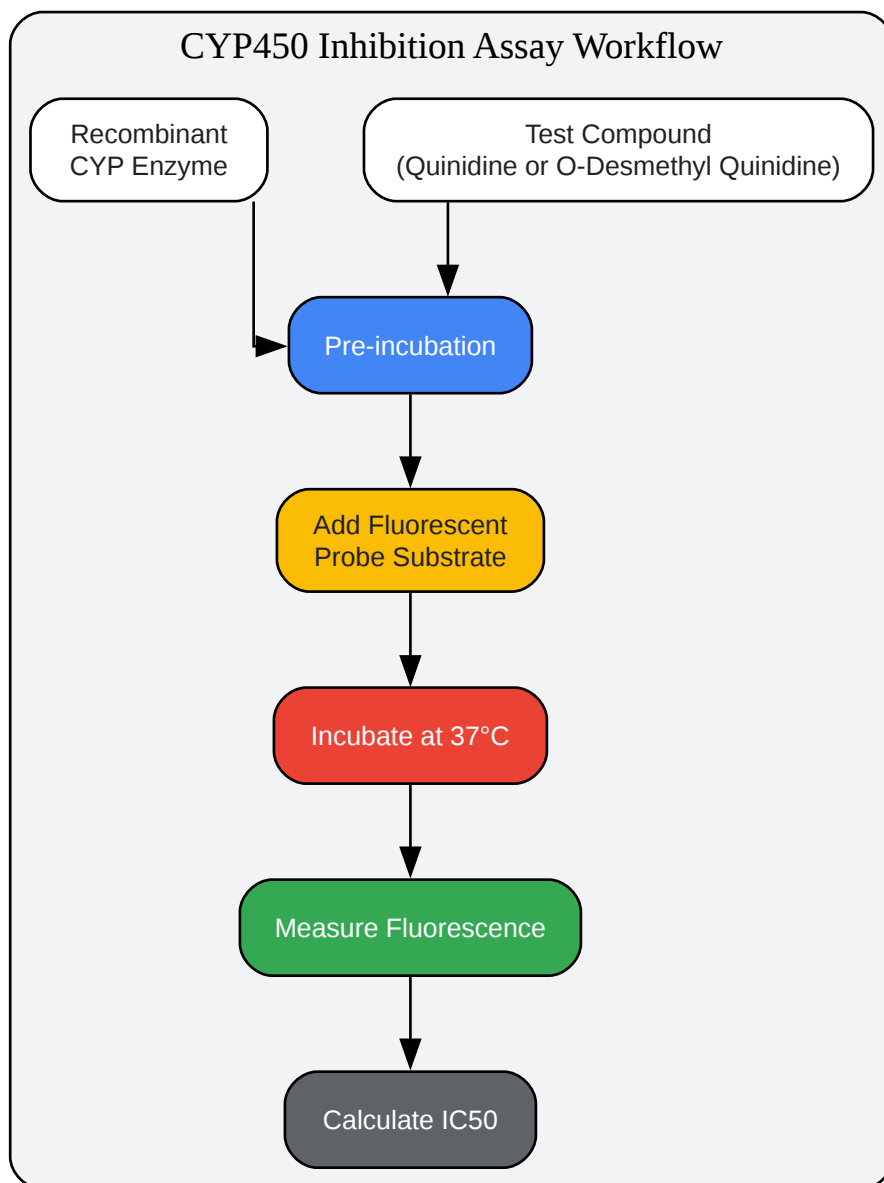 CYP450 Inhibition Assay Workflow
Recombinant
CYP Enzyme
Test Compound
(Quinidine or O-Desmethyl Quinidine)
Pre-incubation
Add Fluorescent
Probe Substrate
Incubate at 37°C
Measure Fluorescence
Calculate IC50